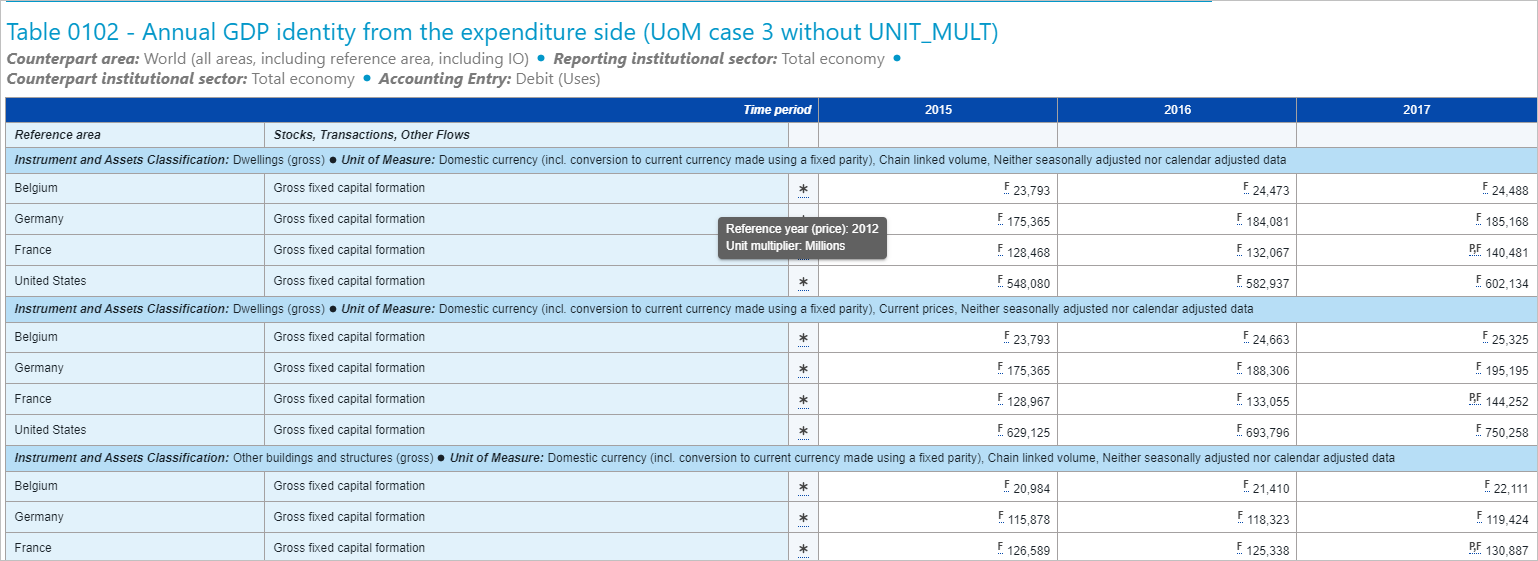 Table 0102 - Annual GDP identity from the expenditure side (UoM case 3 without UNIT_MULT)
Counterpart area: World (all areas, including reference area, including IO) ● Reporting institutional sector: Total economy ●
Counterpart institutional sector: Total economy ● Accounting Entry: Debit (Uses)
Time period 2015 2016 2017
Reference area Stocks, Transactions, Other Flows
Instrument and Assets Classification: Dwellings (gross) ● Unit of Measure: Domestic currency (incl. conversion to current currency made using a fixed parity), Chain linked volume, Neither seasonally adjusted nor calendar adjusted data
Belgium Gross fixed capital formation * F 23,793 F 24,473 F 24,488
Germany Gross fixed capital formation F 175,365 F 184,081 F 185,168
Reference year (price): 2012
Unit multiplier: Millions
France Gross fixed capital formation F 128,468 F 132,067 P,F 140,481
United States Gross fixed capital formation * F 548,080 F 582,937 F 602,134
Instrument and Assets Classification: Dwellings (gross) ● Unit of Measure: Domestic currency (incl. conversion to current currency made using a fixed parity), Current prices, Neither seasonally adjusted nor calendar adjusted data
Belgium Gross fixed capital formation * F 23,793 F 24,663 F 25,325
Germany Gross fixed capital formation * F 175,365 F 188,306 F 195,195
France Gross fixed capital formation * F 128,967 F 133,055 P,F 144,252
United States Gross fixed capital formation * F 629,125 F 693,796 F 750,258
Instrument and Assets Classification: Other buildings and structures (gross) ● Unit of Measure: Domestic currency (incl. conversion to current currency made using a fixed parity), Chain linked volume, Neither seasonally adjusted nor calendar adjusted data
Belgium Gross fixed capital formation * F 20,984 F 21,410 F 22,111
Germany Gross fixed capital formation * F 115,878 F 118,323 F 119,424
France Gross fixed capital formation * F 126,589 F 125,338 P,F 130,887